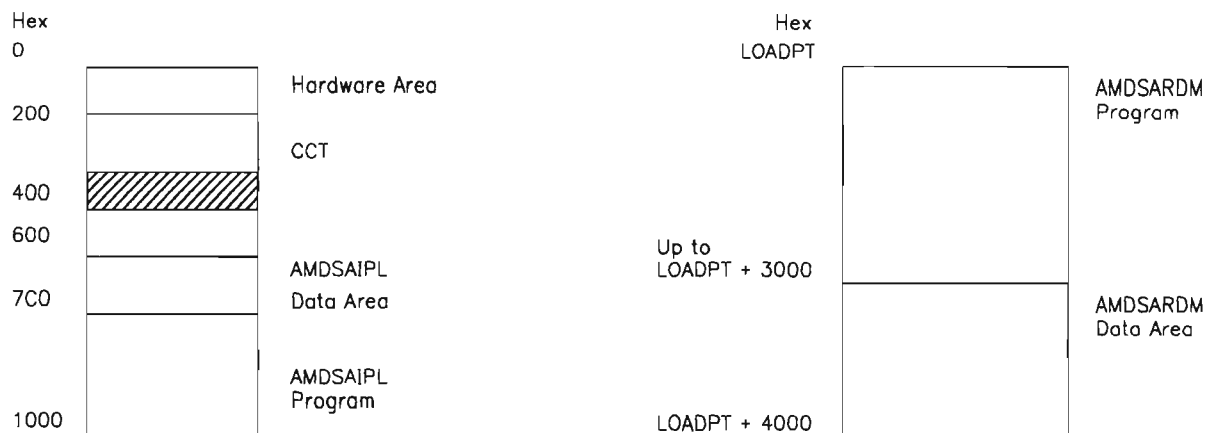 Hex
0
Hardware Area
200
CCT
400
600
AMDSAIPL
Data Area
7C0
AMDSAIPL
Program
1000
Hex
LOADPT
AMDSARDM
Program
Up to
LOADPT + 3000
AMDSARDM
Data Area
LOADPT + 4000